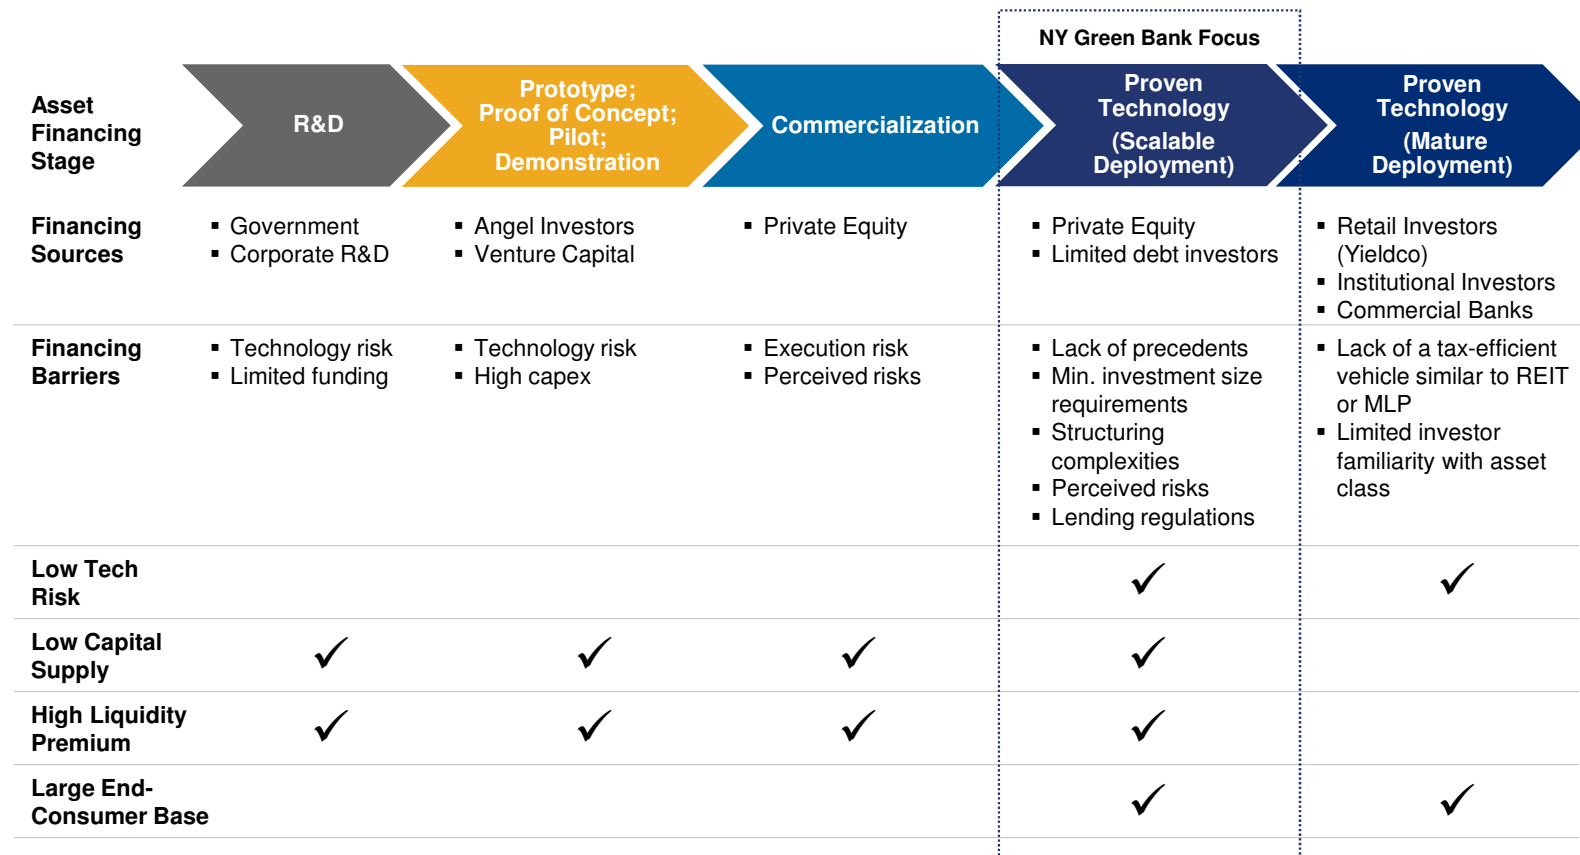 NY Green Bank Focus
Asset
Financing
Stage
R&D
Prototype;
Proof of Concept;
Pilot;
Demonstration
Commercialization
Proven
Technology
(Scalable
Deployment)
Proven
Technology
(Mature
Deployment)
Financing
Sources
▪ Government
▪ Corporate R&D
▪ Angel Investors
▪ Venture Capital
▪ Private Equity
▪ Private Equity
▪ Limited debt investors
▪ Retail Investors
(Yieldco)
▪ Institutional Investors
▪ Commercial Banks
Financing
Barriers
▪ Technology risk
▪ Limited funding
▪ Technology risk
▪ High capex
▪ Execution risk
▪ Perceived risks
▪ Lack of precedents
▪ Min. investment size
requirements
▪ Structuring
complexities
▪ Perceived risks
▪ Lending regulations
▪ Lack of a tax-efficient
vehicle similar to REIT
or MLP
▪ Limited investor
familiarity with asset
class
Low Tech
Risk
✓ ✓
Low Capital
Supply
✓ ✓ ✓ ✓
High Liquidity
Premium
✓ ✓ ✓ ✓
Large End-
Consumer Base
✓ ✓